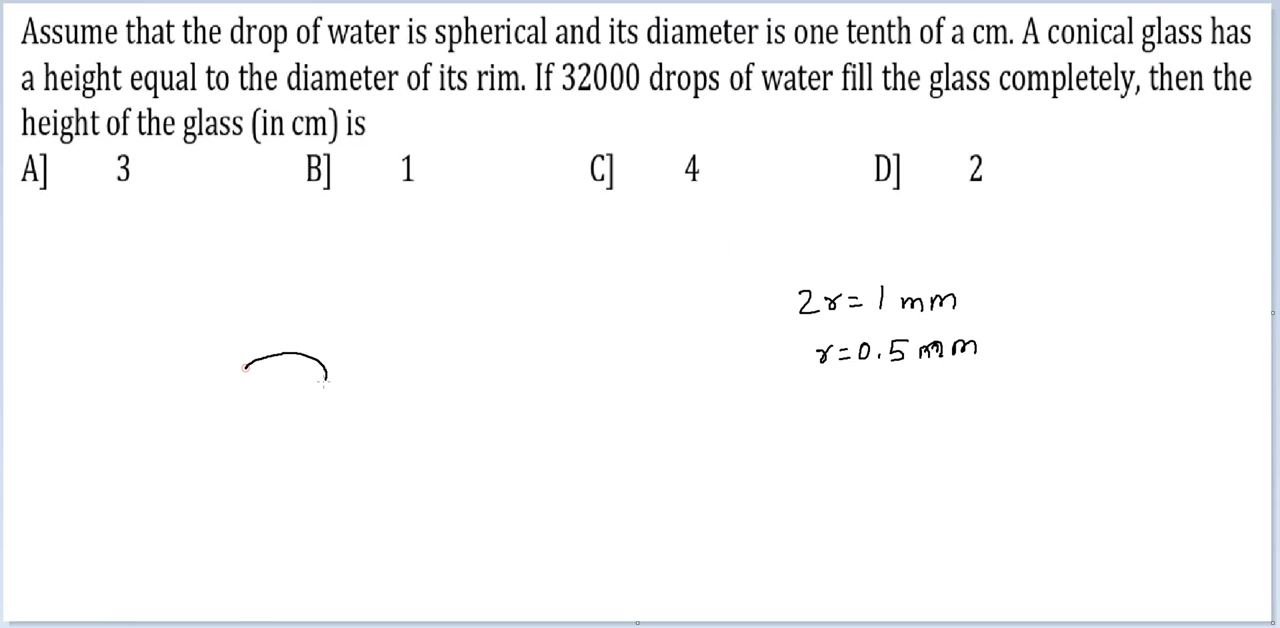 Assume that the drop of water is spherical and its diameter is one tenth of a cm. A conical glass has
a height equal to the diameter of its rim. If 32000 drops of water fill the glass completely, then the
height of the glass (in cm) is
A] 3 B] 1 C] 4 D] 2
2r = 1 mm
r = 0.5 mm